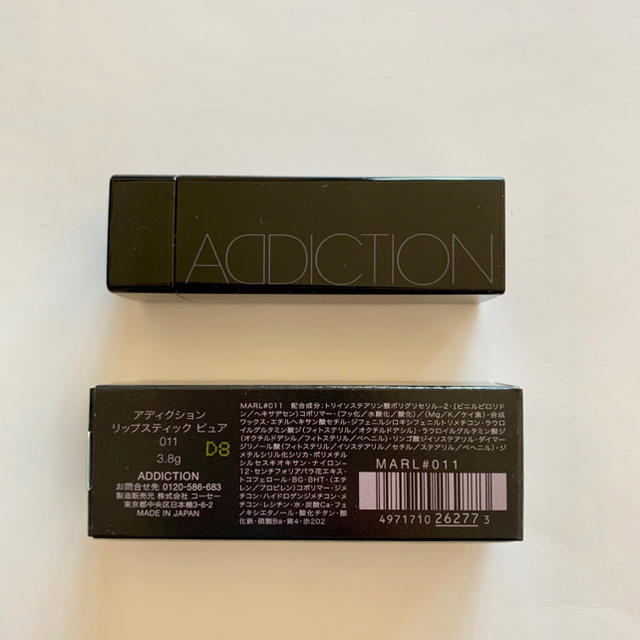 ADDICTION
アディクション
リップスティック ピュア
011
3.8g
D8
ADDICTION
お問合せ先 0120-586-683
製造販売元 株式会社 コーセー
東京都中央区日本橋3-6-2
MADE IN JAPAN
MARL#011 配合成分:トリイソステアリン酸ポリグリセリル-2・(ビニルピロリド
ン/ヘキサデセン)コポリマー・(フッ化/水酸化/酸化)/(Mg/K/ケイ素)・合成
ワックス・エチルヘキサン酸セチル・ジフェニルシロキシフェニルトリメチコン・ラウロ
イルグルタミン酸ジ(フィトステリル/オクチルドデシル)・ラウロイルグルタミン酸ジ
(オクチルドデシル/フィトステリル/ベヘニル)・リンゴ酸ジイソステアリル・ダイマー
ジリノール酸(フィトステリル/イソステアリル/セチル/ステアリル/ベヘニル)・ジ
メチルシリル化シリカ・ポリメチル
シルセスキオキサン・ナイロン-
12・センチフォリアバラ花エキス・
トコフェロール・BG・BHT・(エチ
レン/プロピレン)コポリマー・ジメ
チコン・ハイドロゲンジメチコン・メ
チコン・レシチン・水・炭酸Ca・フェ
ノキシエタノール・酸化チタン・酸
化鉄・硫酸Ba・黄4・赤202
MARL#011
4971710 26277 3